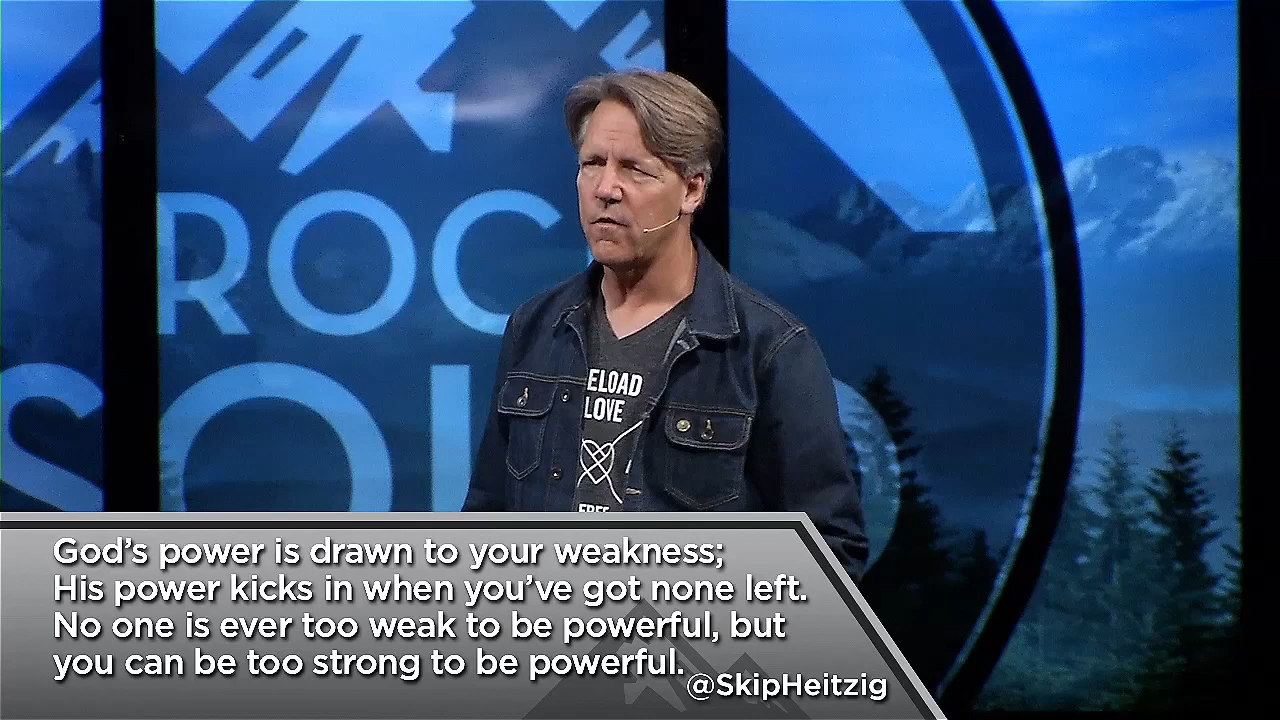 ROC
SOLID
ELOAD
LOVE
FREE
God's power is drawn to your weakness;
His power kicks in when you've got none left.
No one is ever too weak to be powerful, but
you can be too strong to be powerful.
@SkipHeitzig